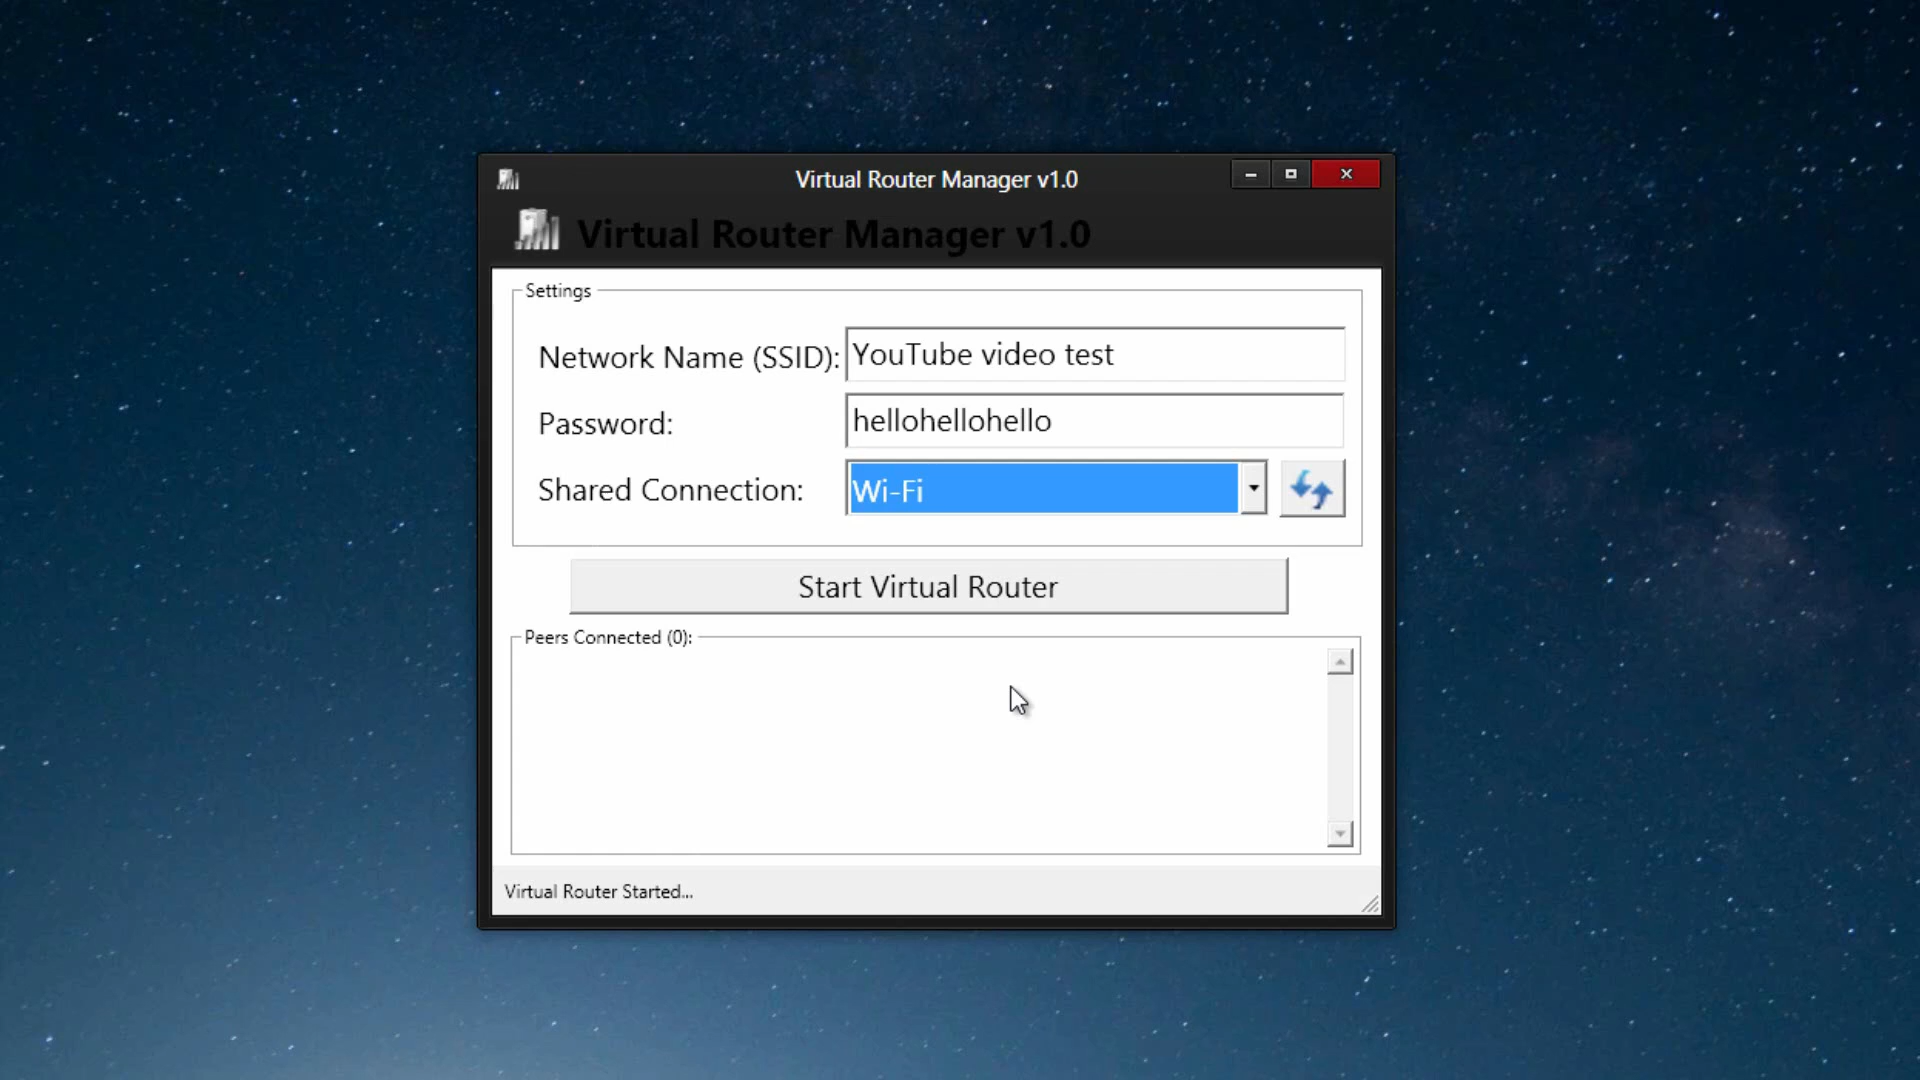 Virtual Router Manager v1.0
Virtual Router Manager v1.0
Settings
Network Name (SSID): YouTube video test
Password: hellohellohello
Shared Connection: Wi-Fi
Start Virtual Router
Peers Connected (0):
Virtual Router Started...